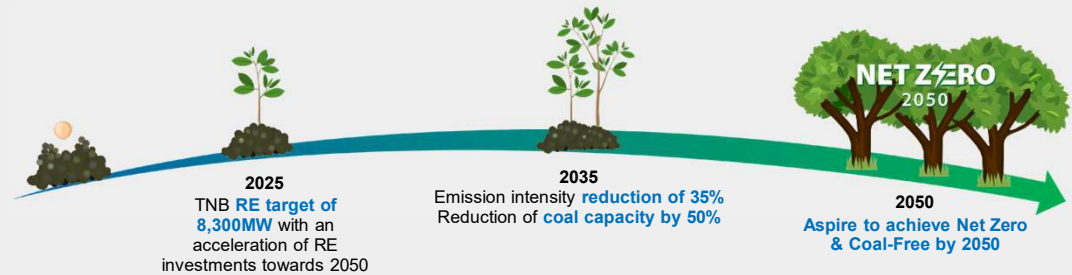 NET ZERO
2050
2025
TNB RE target of
8,300MW with an
acceleration of RE
investments towards 2050
2035
Emission intensity reduction of 35%
Reduction of coal capacity by 50%
2050
Aspire to achieve Net Zero
& Coal-Free by 2050